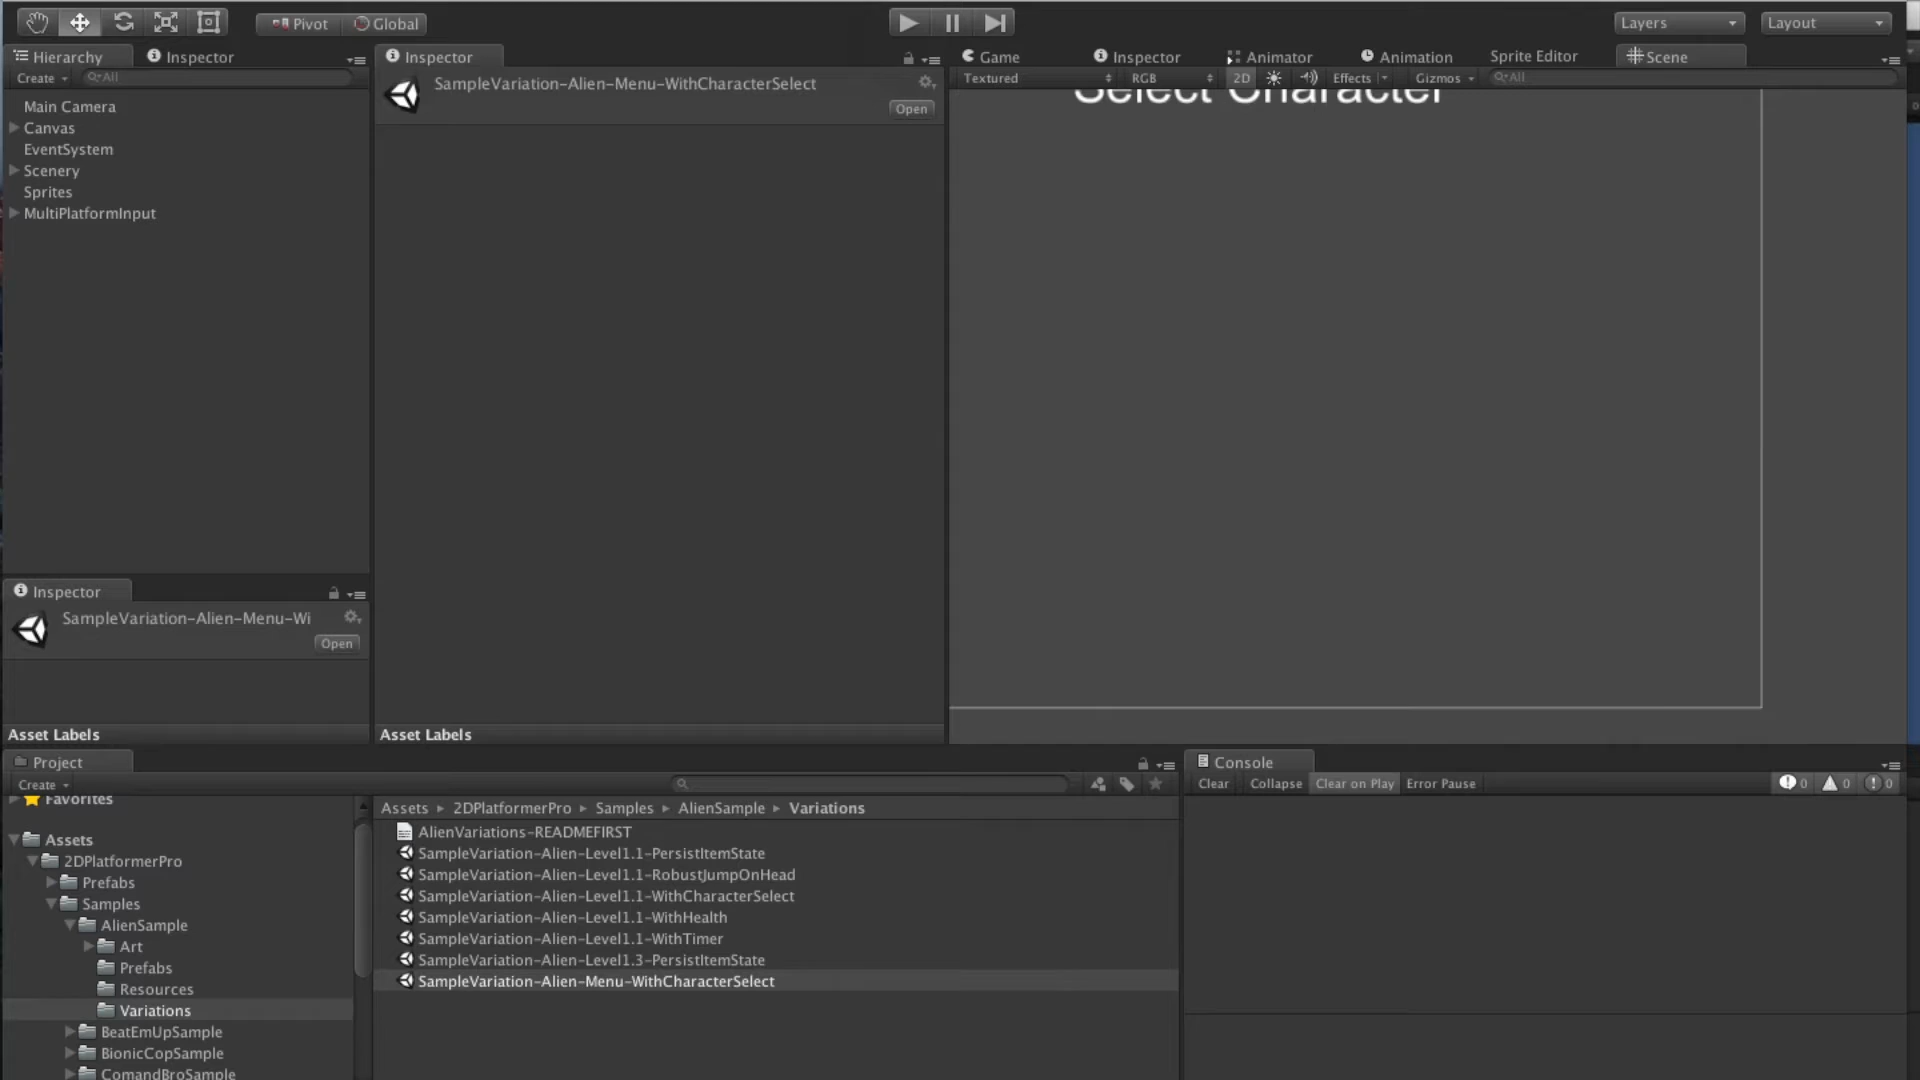 Pivot Global Layers Layout
Hierarchy Inspector
Create All
Main Camera
Canvas
EventSystem
Scenery
Sprites
MultiPlatformInput
Inspector
SampleVariation-Alien-Menu-WithCharacterSelect
Open
Game Inspector Animator Animation Sprite Editor Scene
Textured RGB 2D Effects Gizmos All
Select Character
Inspector
SampleVariation-Alien-Menu-Wi
Open
Asset Labels
Asset Labels
Project
Create
Favorites
Assets
2DPlatformerPro
Prefabs
Samples
AlienSample
Art
Prefabs
Resources
Variations
BeatEmUpSample
BionicCopSample
ComandBroSample
Assets 2DPlatformerPro Samples AlienSample Variations
AlienVariations-READMEFIRST
SampleVariation-Alien-Level1.1-PersistItemState
SampleVariation-Alien-Level1.1-RobustJumpOnHead
SampleVariation-Alien-Level1.1-WithCharacterSelect
SampleVariation-Alien-Level1.1-WithHealth
SampleVariation-Alien-Level1.1-WithTimer
SampleVariation-Alien-Level1.3-PersistItemState
SampleVariation-Alien-Menu-WithCharacterSelect
Console
Clear Collapse Clear on Play Error Pause 0 0 0